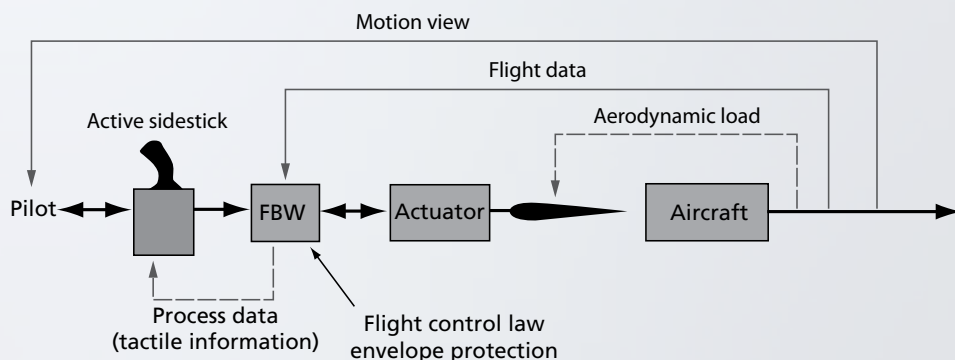 Motion view
Flight data
Aerodynamic load
Active sidestick
Pilot
FBW
Actuator
Aircraft
Process data
(tactile information)
Flight control law
envelope protection